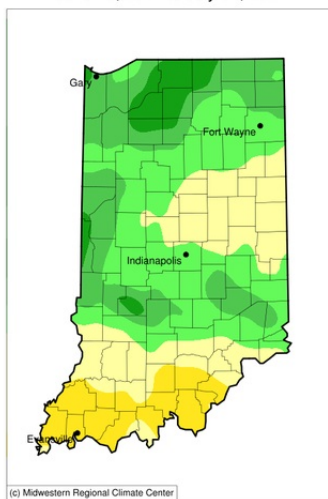 Gary
Fort Wayne
Indianapolis
Evansville
(c) Midwestern Regional Climate Center